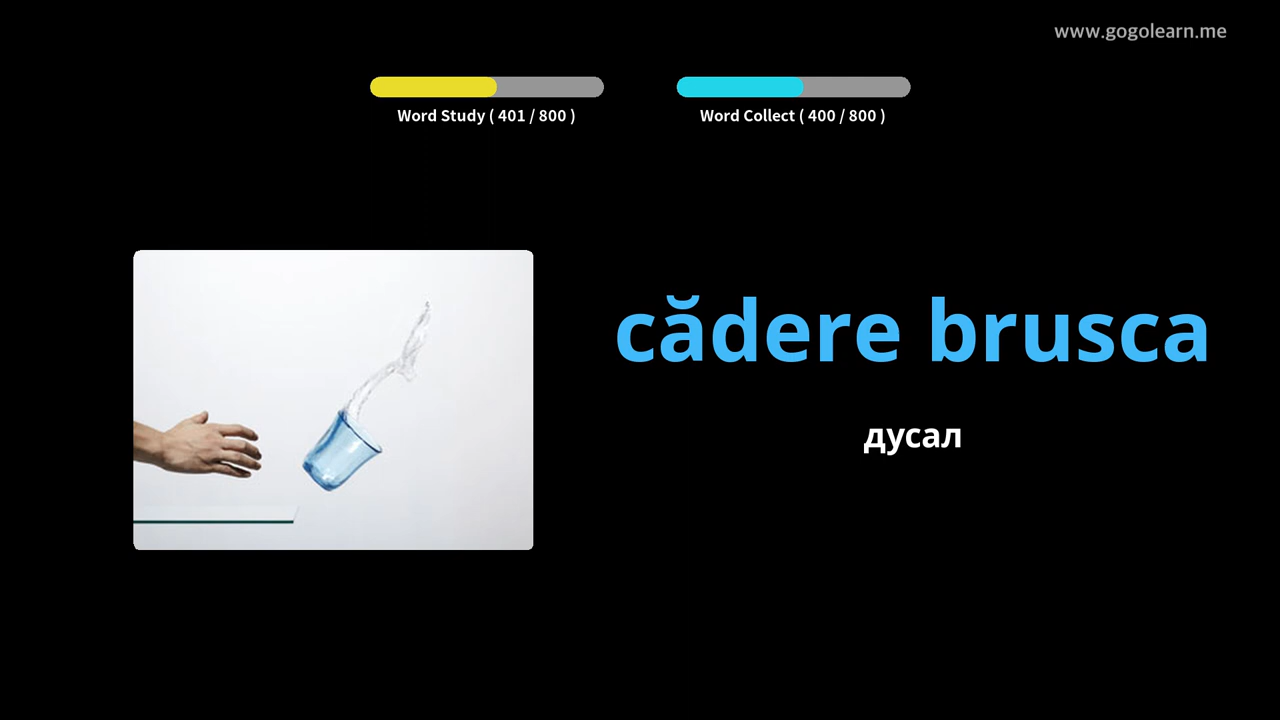 www.gogolearn.me
Word Study ( 401 / 800 )
Word Collect ( 400 / 800 )
cădere brusca
дусал